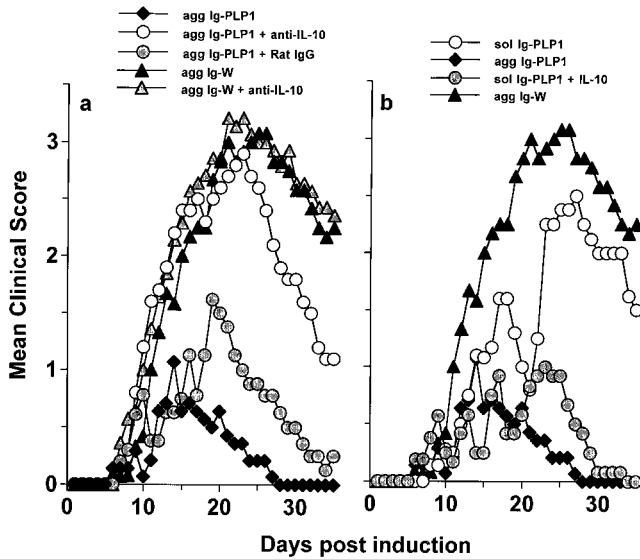 agg Ig-PLP1
agg Ig-PLP1 + anti-IL-10
agg Ig-PLP1 + Rat IgG
agg Ig-W
agg Ig-W + anti-IL-10
sol Ig-PLP1
agg Ig-PLP1
sol Ig-PLP1 + IL-10
agg Ig-W
a
b
Mean Clinical Score
3
2
1
0
0 10 20 30
0 10 20 30
Days post induction